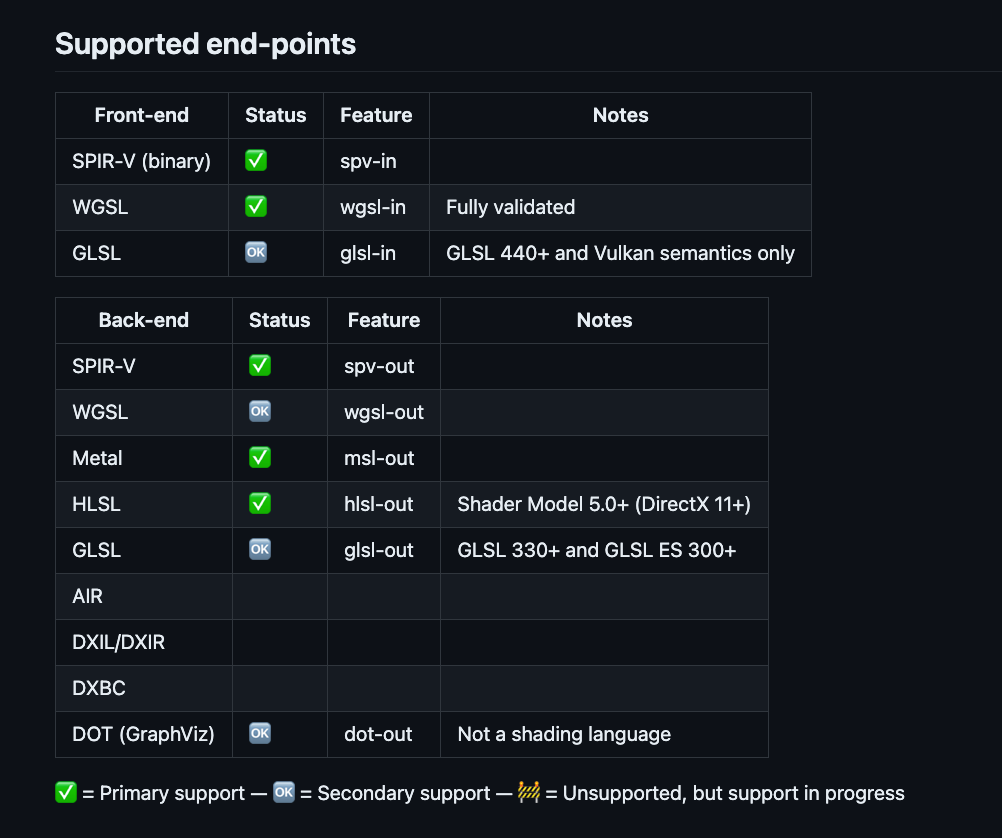 Supported end-points
Front-end Status Feature Notes
SPIR-V (binary) ✅ spv-in
WGSL ✅ wgsl-in Fully validated
GLSL 🆗 glsl-in GLSL 440+ and Vulkan semantics only
Back-end Status Feature Notes
SPIR-V ✅ spv-out
WGSL 🆗 wgsl-out
Metal ✅ msl-out
HLSL ✅ hlsl-out Shader Model 5.0+ (DirectX 11+)
GLSL 🆗 glsl-out GLSL 330+ and GLSL ES 300+
AIR
DXIL/DXIR
DXBC
DOT (GraphViz) 🆗 dot-out Not a shading language
✅ = Primary support — 🆗 = Secondary support — 🚧 = Unsupported, but support in progress